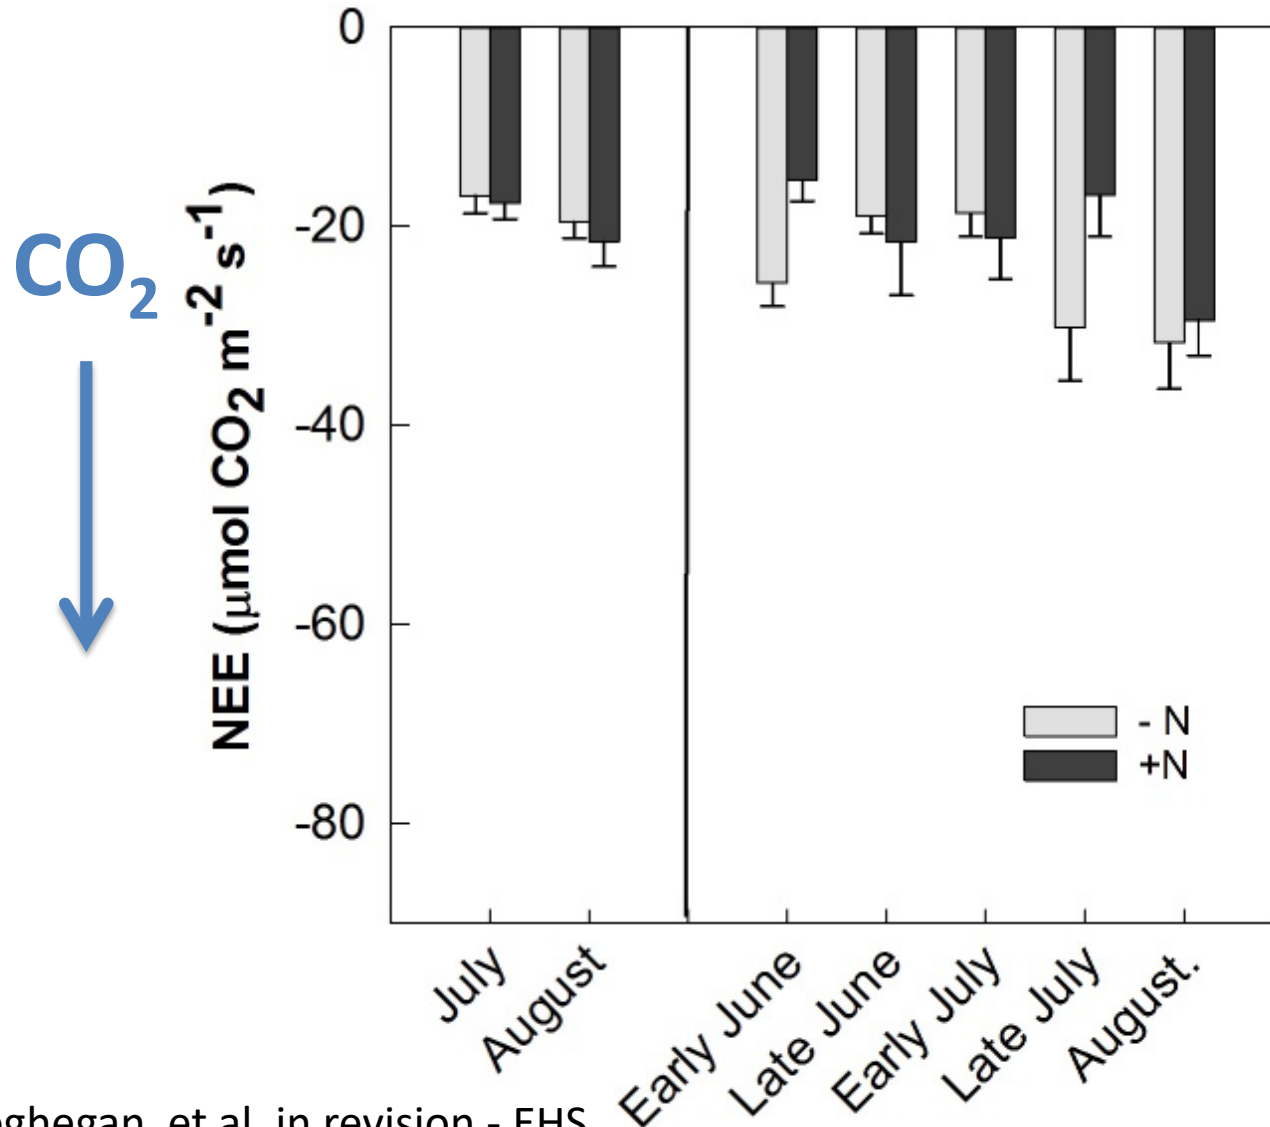 CO₂
NEE (μmol CO₂ m⁻² s⁻¹)
0
-20
-40
-60
-80
- N
+N
July
August
Early June
Late June
Early July
Late July
August.
et al. in revision - EHS